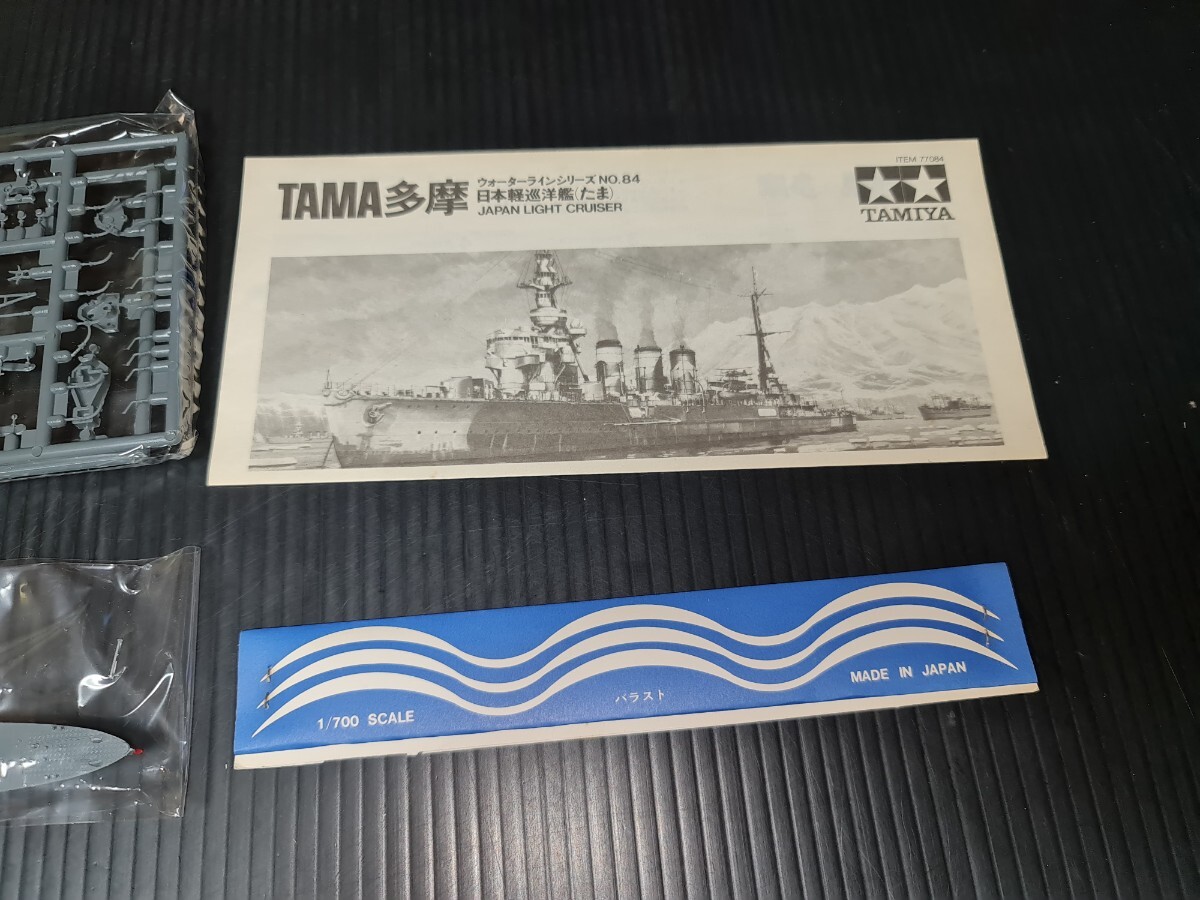 ITEM 77084
TAMA多摩
ウォーターラインシリーズNO.84
日本軽巡洋艦(たま)
JAPAN LIGHT CRUISER
TAMIYA
1/700 SCALE
バラスト
MADE IN JAPAN